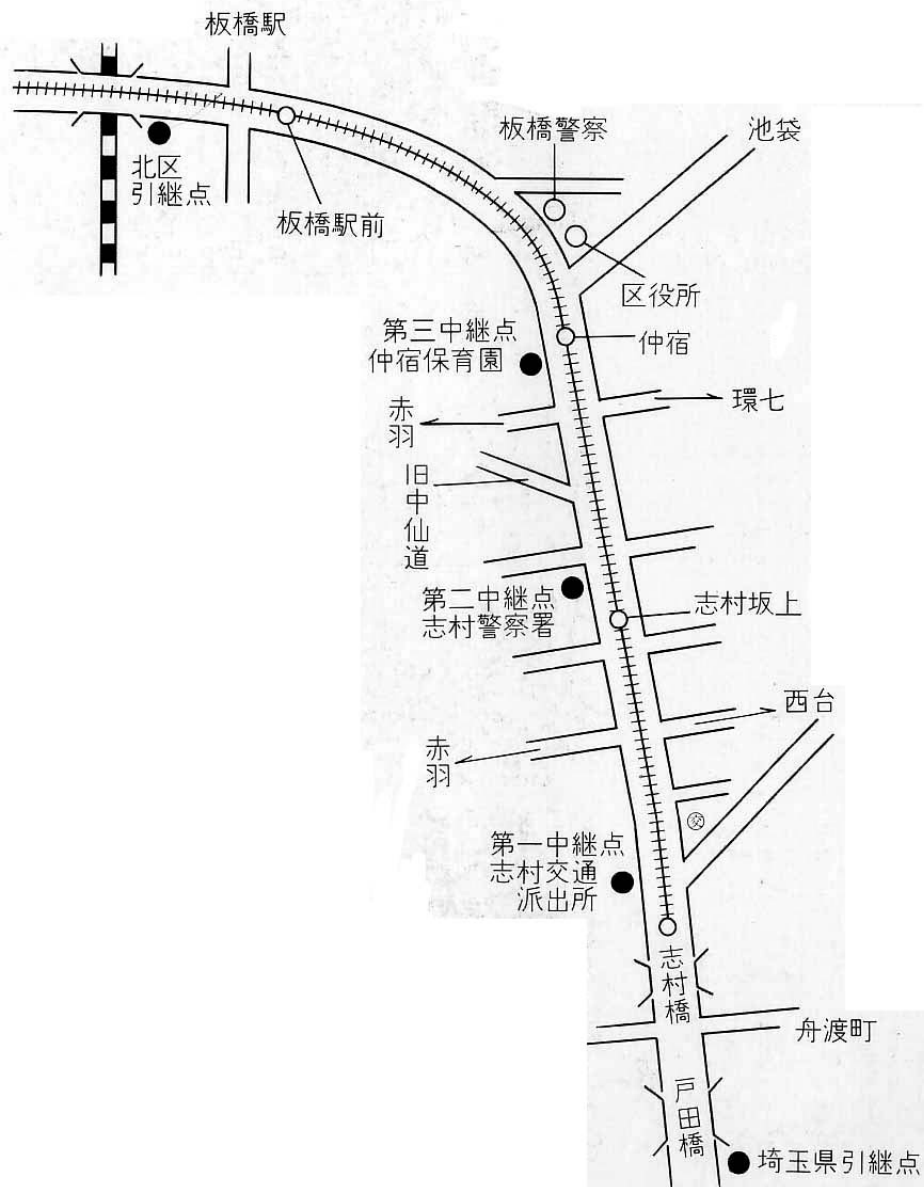 板橋駅
北区
引継点
板橋駅前
板橋警察
池袋
区役所
第三中継点
仲宿保育園
仲宿
環七
赤羽
旧中仙道
第二中継点
志村警察署
志村坂上
西台
赤羽
交
第一中継点
志村交通
派出所
志村橋
舟渡町
戸田橋
埼玉県引継点